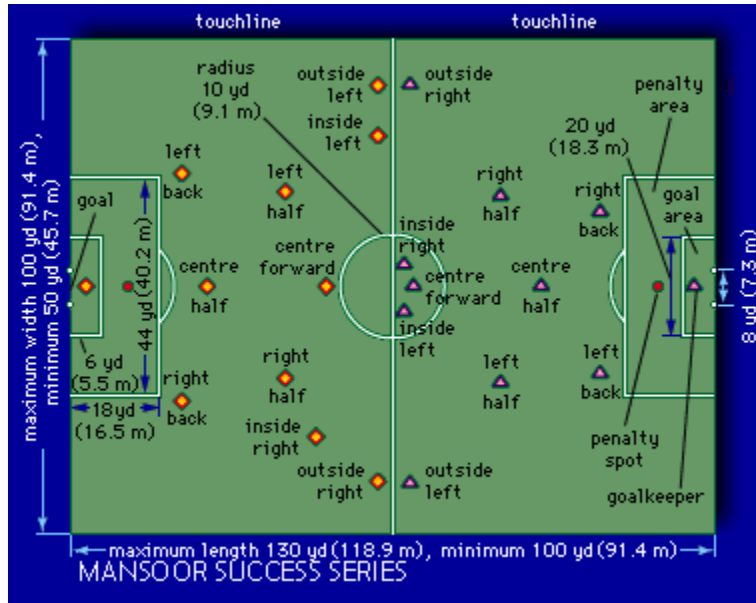 touchline
touchline
radius
10 yd
(9.1 m)
outside
left
outside
right
penalty
area
inside
left
20 yd
(18.3 m)
left
back
left
half
right
half
right
back
goal
goal
area
inside
right
centre
forward
centre
half
centre
forward
centre
half
inside
left
maximum width 100 yd (91.4 m),
minimum 50 yd (45.7 m)
44 yd (40.2 m)
8 yd (7.3 m)
6 yd
(5.5 m)
18yd
(16.5 m)
right
back
right
half
left
half
left
back
inside
right
outside
right
outside
left
penalty
spot
goalkeeper
maximum length 130 yd (118.9 m), minimum 100 yd (91.4 m)
MANSOOR SUCCESS SERIES